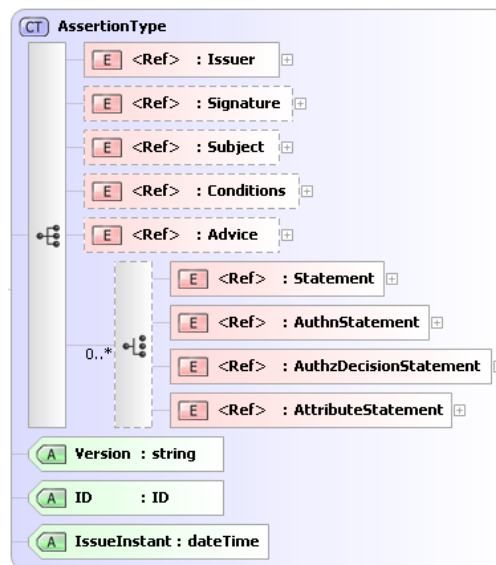 CT AssertionType
E <Ref> : Issuer
E <Ref> : Signature
E <Ref> : Subject
E <Ref> : Conditions
E <Ref> : Advice
E <Ref> : Statement
E <Ref> : AuthnStatement
0..*
E <Ref> : AuthzDecisionStatement
E <Ref> : AttributeStatement
A Version : string
A ID : ID
A IssueInstant : dateTime